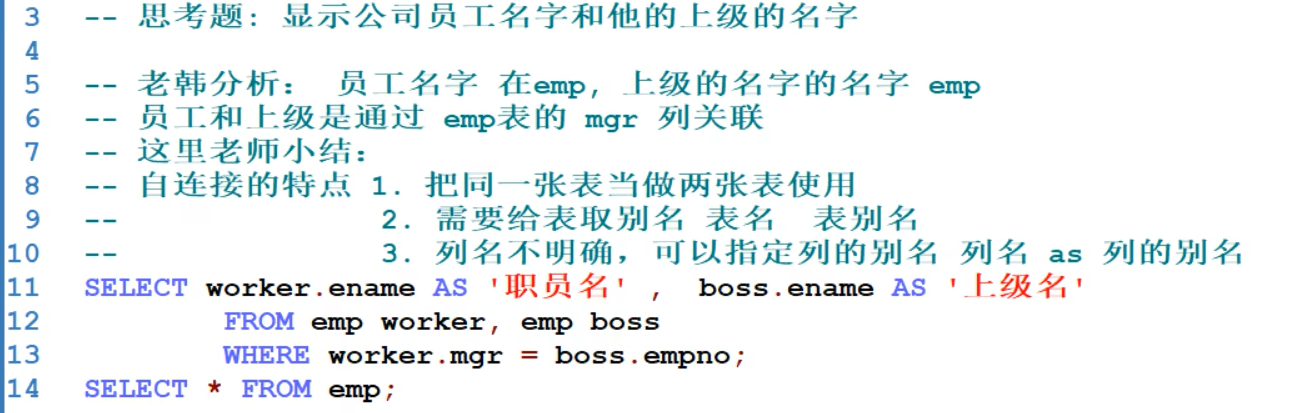 3 -- 思考题: 显示公司员工名字和他的上级的名字
4
5 -- 老韩分析: 员工名字 在emp, 上级的名字的名字 emp
6 -- 员工和上级是通过 emp表的 mgr 列关联
7 -- 这里老师小结:
8 -- 自连接的特点 1. 把同一张表当做两张表使用
9 -- 2. 需要给表取别名 表名 表别名
10 -- 3. 列名不明确, 可以指定列的别名 列名 as 列的别名
11 SELECT worker.ename AS '职员名' , boss.ename AS '上级名'
12 FROM emp worker, emp boss
13 WHERE worker.mgr = boss.empno;
14 SELECT * FROM emp;